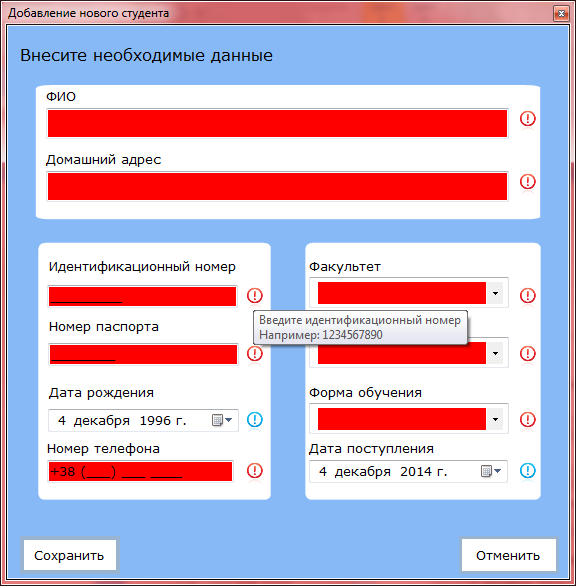 Добавление нового студента
Внесите необходимые данные
ФИО
Домашний адрес
Идентификационный номер
__________
Номер паспорта
_________
Дата рождения
4 декабря 1996 г.
Номер телефона
+38 (___) ___ ____
Факультет
Введите идентификационный номер
Например: 1234567890
Форма обучения
Дата поступления
4 декабря 2014 г.
Сохранить
Отменить